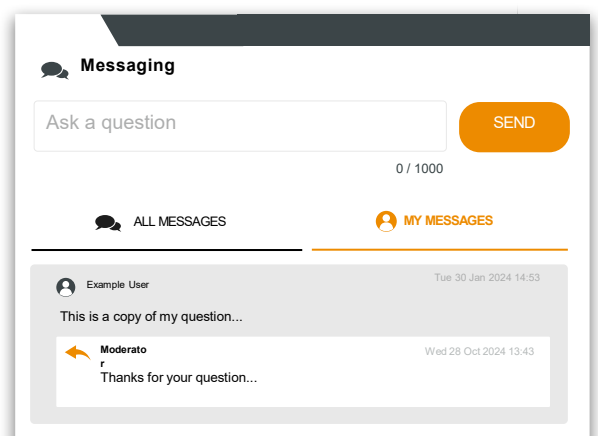 Messaging
Ask a question
SEND
0 / 1000
ALL MESSAGES
MY MESSAGES
Example User
Tue 30 Jan 2024 14:53
This is a copy of my question...
Moderato
r
Wed 28 Oct 2024 13:43
Thanks for your question...